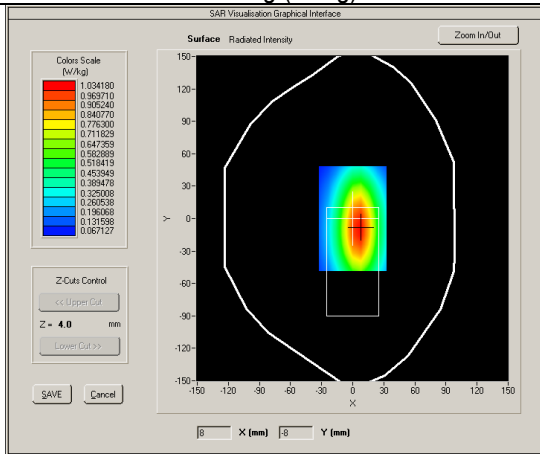 SAR Visualisation Graphical Interface
Surface Radiated Intensity
Zoom In/Out
Colors Scale
(W/kg)
1.034180
0.969710
0.905240
0.840770
0.776300
0.711829
0.647359
0.582889
0.518419
0.453949
0.389478
0.325008
0.260538
0.196068
0.131598
0.067127
150-
120-
90-
60-
30-
0-
-30-
-60-
-90-
-120-
-150-
Y
-150 -120 -90 -60 -30 0 30 60 90 120 150
X
Z-Cuts Control
<< Upper Cut
Z = 4.0 mm
Lower Cut >>
SAVE Cancel
8 X (mm) -8 Y (mm)